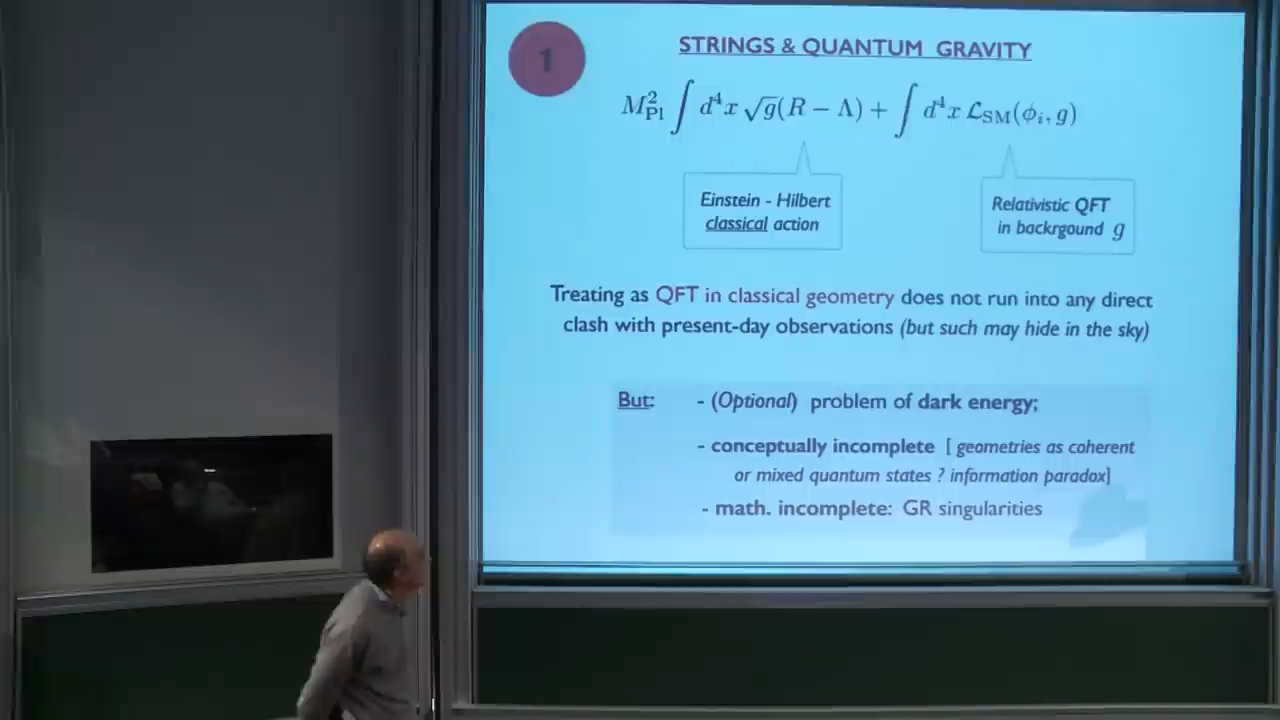 1
STRINGS & QUANTUM GRAVITY
M²_Pl ∫ d⁴x √g(R − Λ) + ∫ d⁴x ℒ_SM(ϕ_i, g)
Einstein - Hilbert
classical action
Relativistic QFT
in backrgound g
Treating as QFT in classical geometry does not run into any direct
clash with present-day observations (but such may hide in the sky)
But: - (Optional) problem of dark energy;
- conceptually incomplete [ geometries as coherent
or mixed quantum states ? information paradox]
- math. incomplete: GR singularities